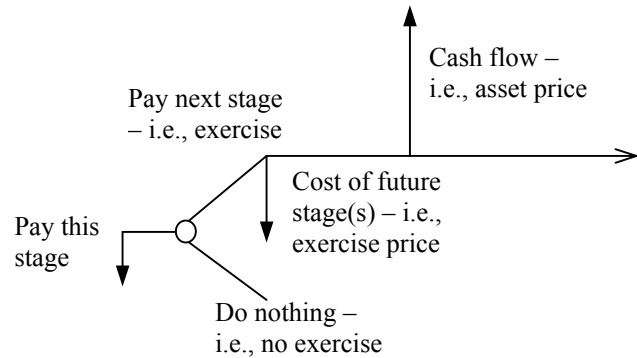 Cash flow –
i.e., asset price
Pay next stage
– i.e., exercise
Cost of future
stage(s) – i.e.,
exercise price
Pay this
stage
Do nothing –
i.e., no exercise